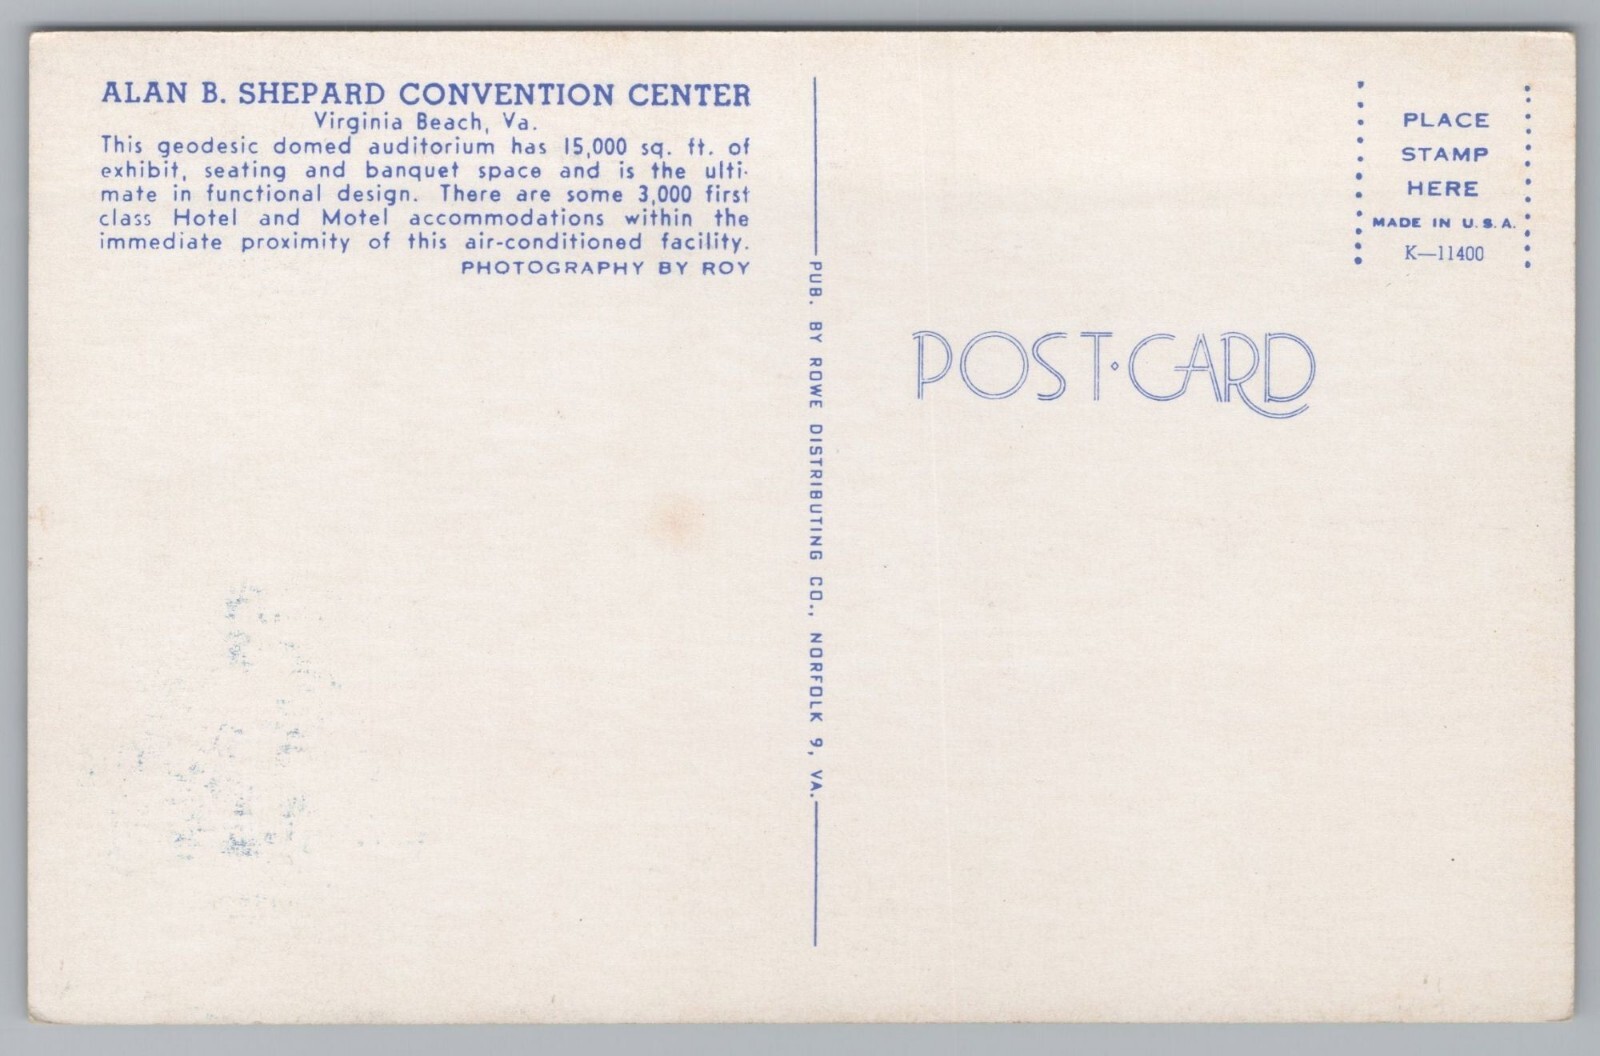 ALAN B. SHEPARD CONVENTION CENTER
Virginia Beach, Va.
This geodesic domed auditorium has 15,000 sq. ft. of
exhibit, seating and banquet space and is the ulti-
mate in functional design. There are some 3,000 first
class Hotel and Motel accommodations within the
immediate proximity of this air-conditioned facility.
PHOTOGRAPHY BY ROY
PUB. BY ROWE DISTRIBUTING CO., NORFOLK 9, VA.
PLACE
STAMP
HERE
MADE IN U.S.A.
K—11400
POST·CARD